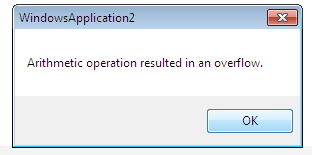 WindowsApplication2
Arithmetic operation resulted in an overflow.
OK